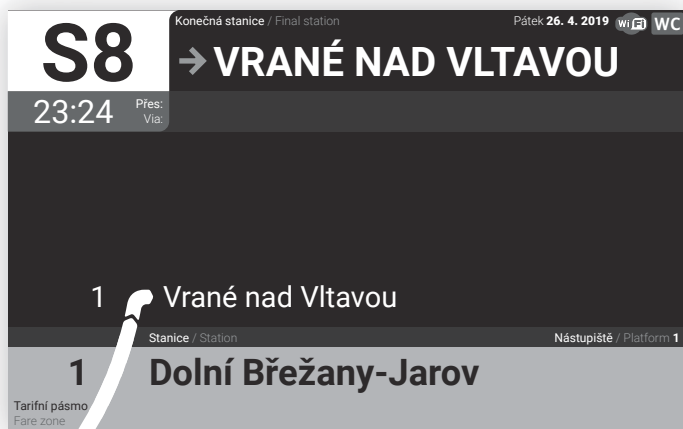 S8
Konečná stanice / Final station
Pátek 26. 4. 2019
WiFi
WC
→ VRANÉ NAD VLTAVOU
23:24
Přes:
Via:
1 Vrané nad Vltavou
Stanice / Station
Nástupiště / Platform 1
1 Dolní Břežany-Jarov
Tarifní pásmo
Fare zone